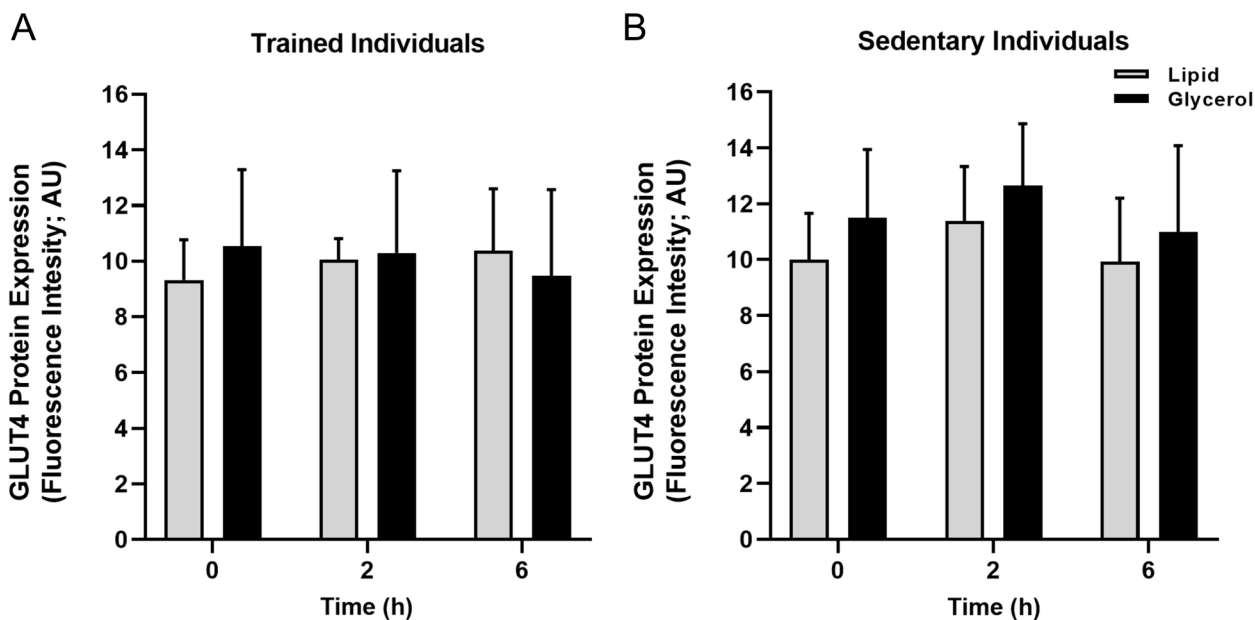 A
Trained Individuals
GLUT4 Protein Expression
(Fluorescence Intesity; AU)
16
14
12
10
8
6
4
2
0
0 2 6
Time (h)
B
Sedentary Individuals
Lipid
Glycerol
GLUT4 Protein Expression
(Fluorescence Intesity; AU)
16
14
12
10
8
6
4
2
0
0 2 6
Time (h)